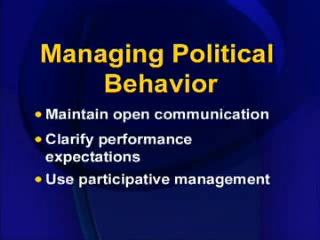 Managing Political
Behavior
• Maintain open communication
• Clarify performance
expectations
• Use participative management